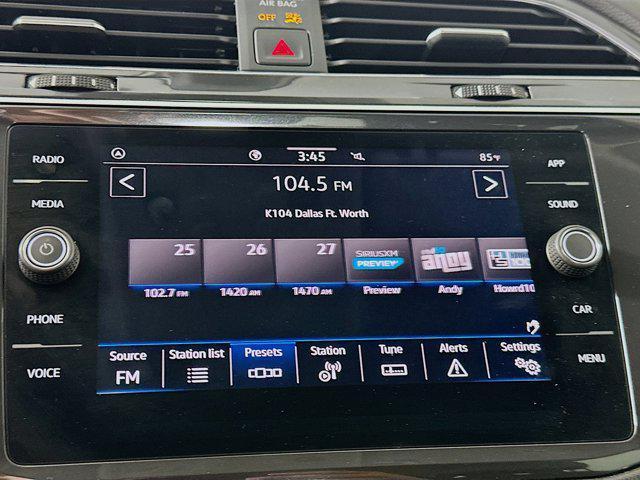 AIR BAG
OFF
RADIO
MEDIA
PHONE
VOICE
3:45
85°F
104.5 FM
K104 Dallas Ft. Worth
25
26
27
SIRIUSXM
PREVIEW
andy
102.7 FM
1420 AM
1470 AM
Preview
Andy
Howrd10
Source
FM
Station list
Presets
Station
Tune
Alerts
Settings
APP
SOUND
CAR
MENU